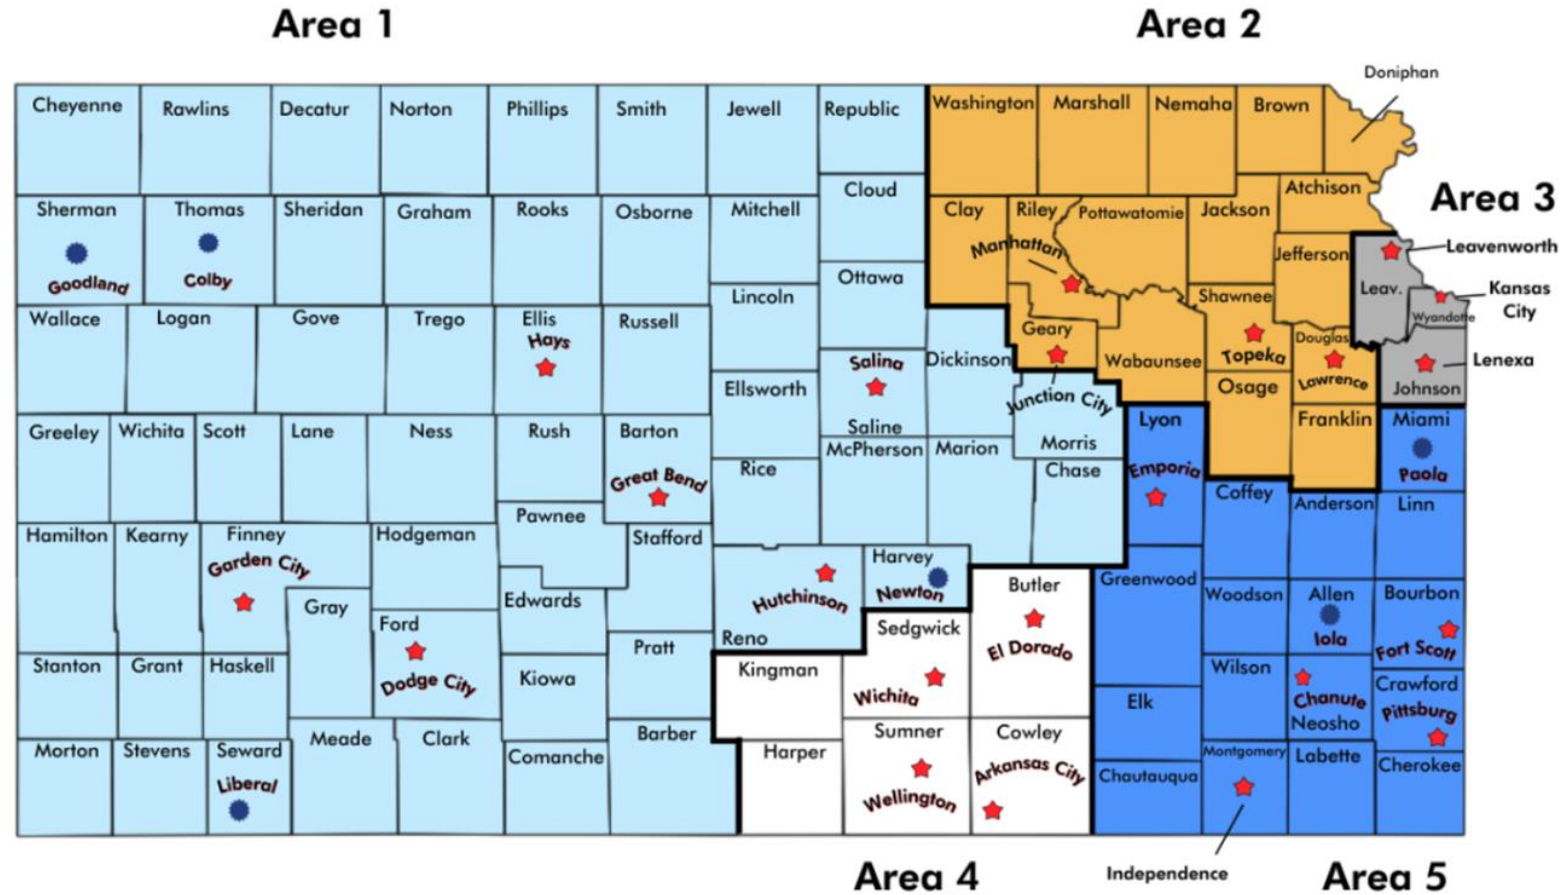 Area 1
Area 2
Doniphan
Cheyenne Rawlins Decatur Norton Phillips Smith Jewell Republic Washington Marshall Nemaha Brown
Cloud Atchison
Area 3
Sherman Thomas Sheridan Graham Rooks Osborne Mitchell Clay Riley Pottawatomie Jackson
Manhattan Jefferson Leavenworth
Goodland Colby Ottawa
Lincoln Shawnee Leav. Kansas
City
Wyandotte
Wallace Logan Gove Trego Ellis Russell
Hays Geary Topeka Douglas
Salina Dickinson Wabaunsee Lenexa
Ellsworth Osage Lawrence Johnson
Junction City
Saline
Greeley Wichita Scott Lane Ness Rush Barton Morris Lyon Franklin Miami
McPherson Marion
Great Bend Rice Chase Emporia Paola
Pawnee Coffey Anderson Linn
Hamilton Kearny Finney Hodgeman Stafford
Garden City Harvey
Newton
Butler Greenwood
Gray Edwards Hutchinson Woodson Allen Bourbon
Ford Reno Sedgwick Iola
El Dorado Fort Scott
Stanton Grant Haskell Pratt Kingman Wilson
Dodge City Kiowa Wichita Elk Chanute Crawford
Pittsburg
Neosho
Morton Stevens Seward Meade Clark Barber Harper Sumner Cowley Montgomery Labette
Comanche Arkansas City Chautauqua Cherokee
Liberal Wellington
Independence
Area 4
Area 5